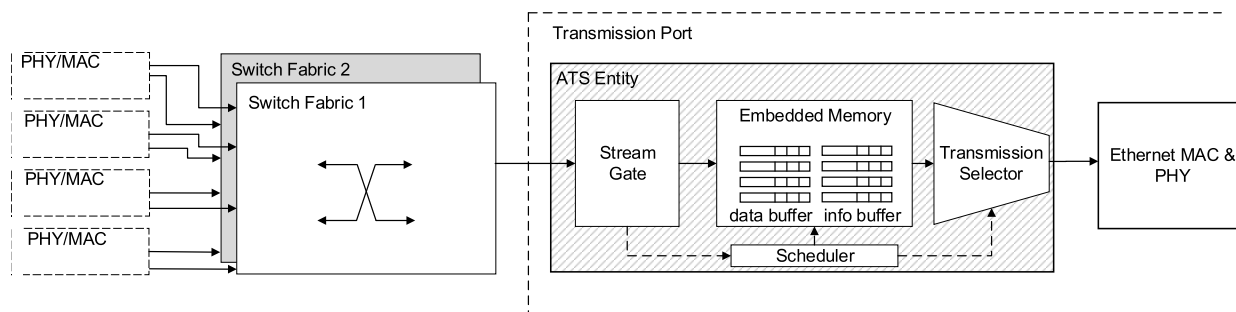 Transmission Port
PHY/MAC
PHY/MAC
PHY/MAC
PHY/MAC
Switch Fabric 2
Switch Fabric 1
ATS Entity
Stream
Gate
Embedded Memory
data buffer info buffer
Scheduler
Transmission
Selector
Ethernet MAC &
PHY